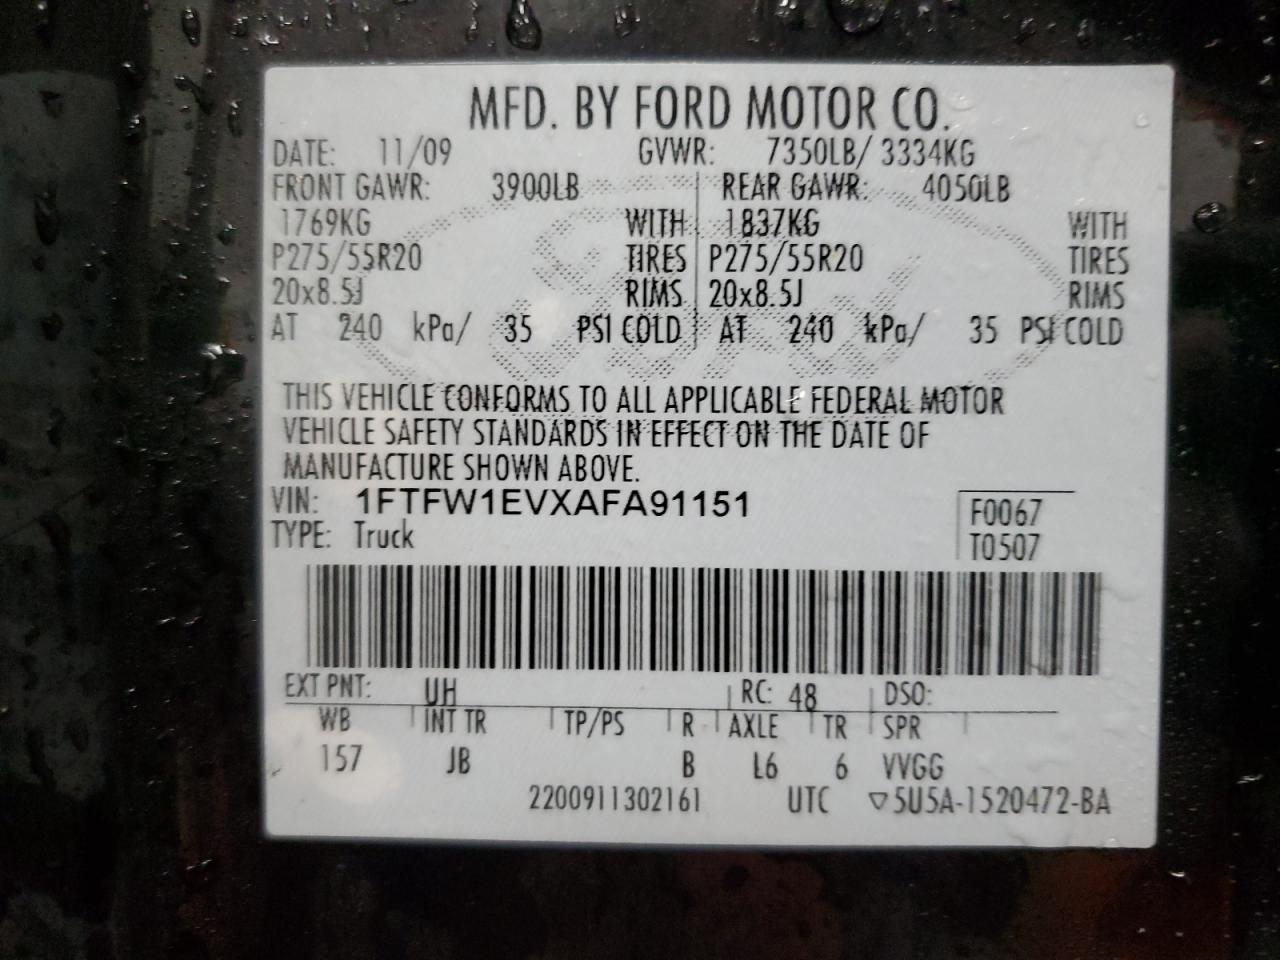 MFD. BY FORD MOTOR CO.
DATE: 11/09 GVWR: 7350LB/ 3334KG
FRONT GAWR: 3900LB REAR GAWR: 4050LB
1769KG WITH 1837KG WITH
P275/55R20 TIRES P275/55R20 TIRES
20x8.5J RIMS 20x8.5J RIMS
AT 240 kPa/ 35 PSI COLD AT 240 kPa/ 35 PSI COLD
THIS VEHICLE CONFORMS TO ALL APPLICABLE FEDERAL MOTOR
VEHICLE SAFETY STANDARDS IN EFFECT ON THE DATE OF
MANUFACTURE SHOWN ABOVE.
VIN: 1FTFW1EVXAFA91151 F0067
TYPE: Truck T0507
EXT PNT: UH RC: 48 DSO:
WB INT TR TP/PS R AXLE TR SPR
157 JB B L6 6 VVGG
2200911302161 UTC ▽5U5A-1520472-BA